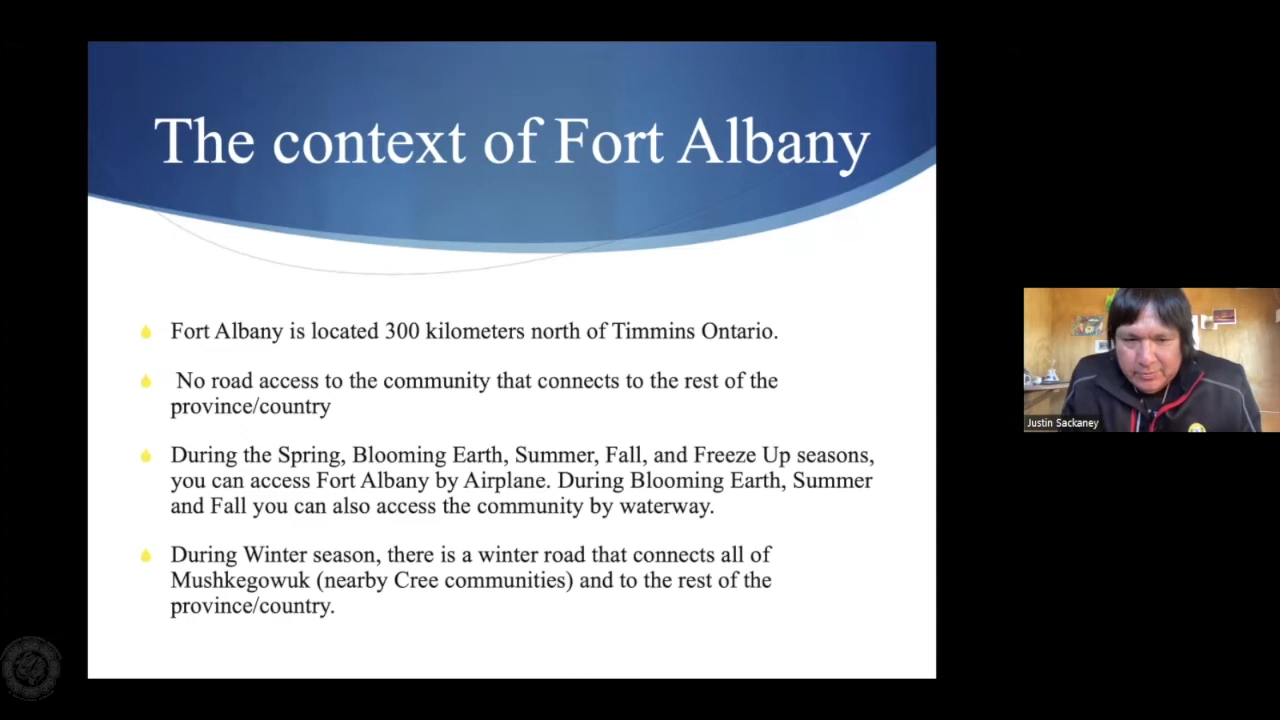 The context of Fort Albany
Fort Albany is located 300 kilometers north of Timmins Ontario.
No road access to the community that connects to the rest of the
province/country
During the Spring, Blooming Earth, Summer, Fall, and Freeze Up seasons,
you can access Fort Albany by Airplane. During Blooming Earth, Summer
and Fall you can also access the community by waterway.
During Winter season, there is a winter road that connects all of
Mushkegowuk (nearby Cree communities) and to the rest of the
province/country.
Justin Sackaney